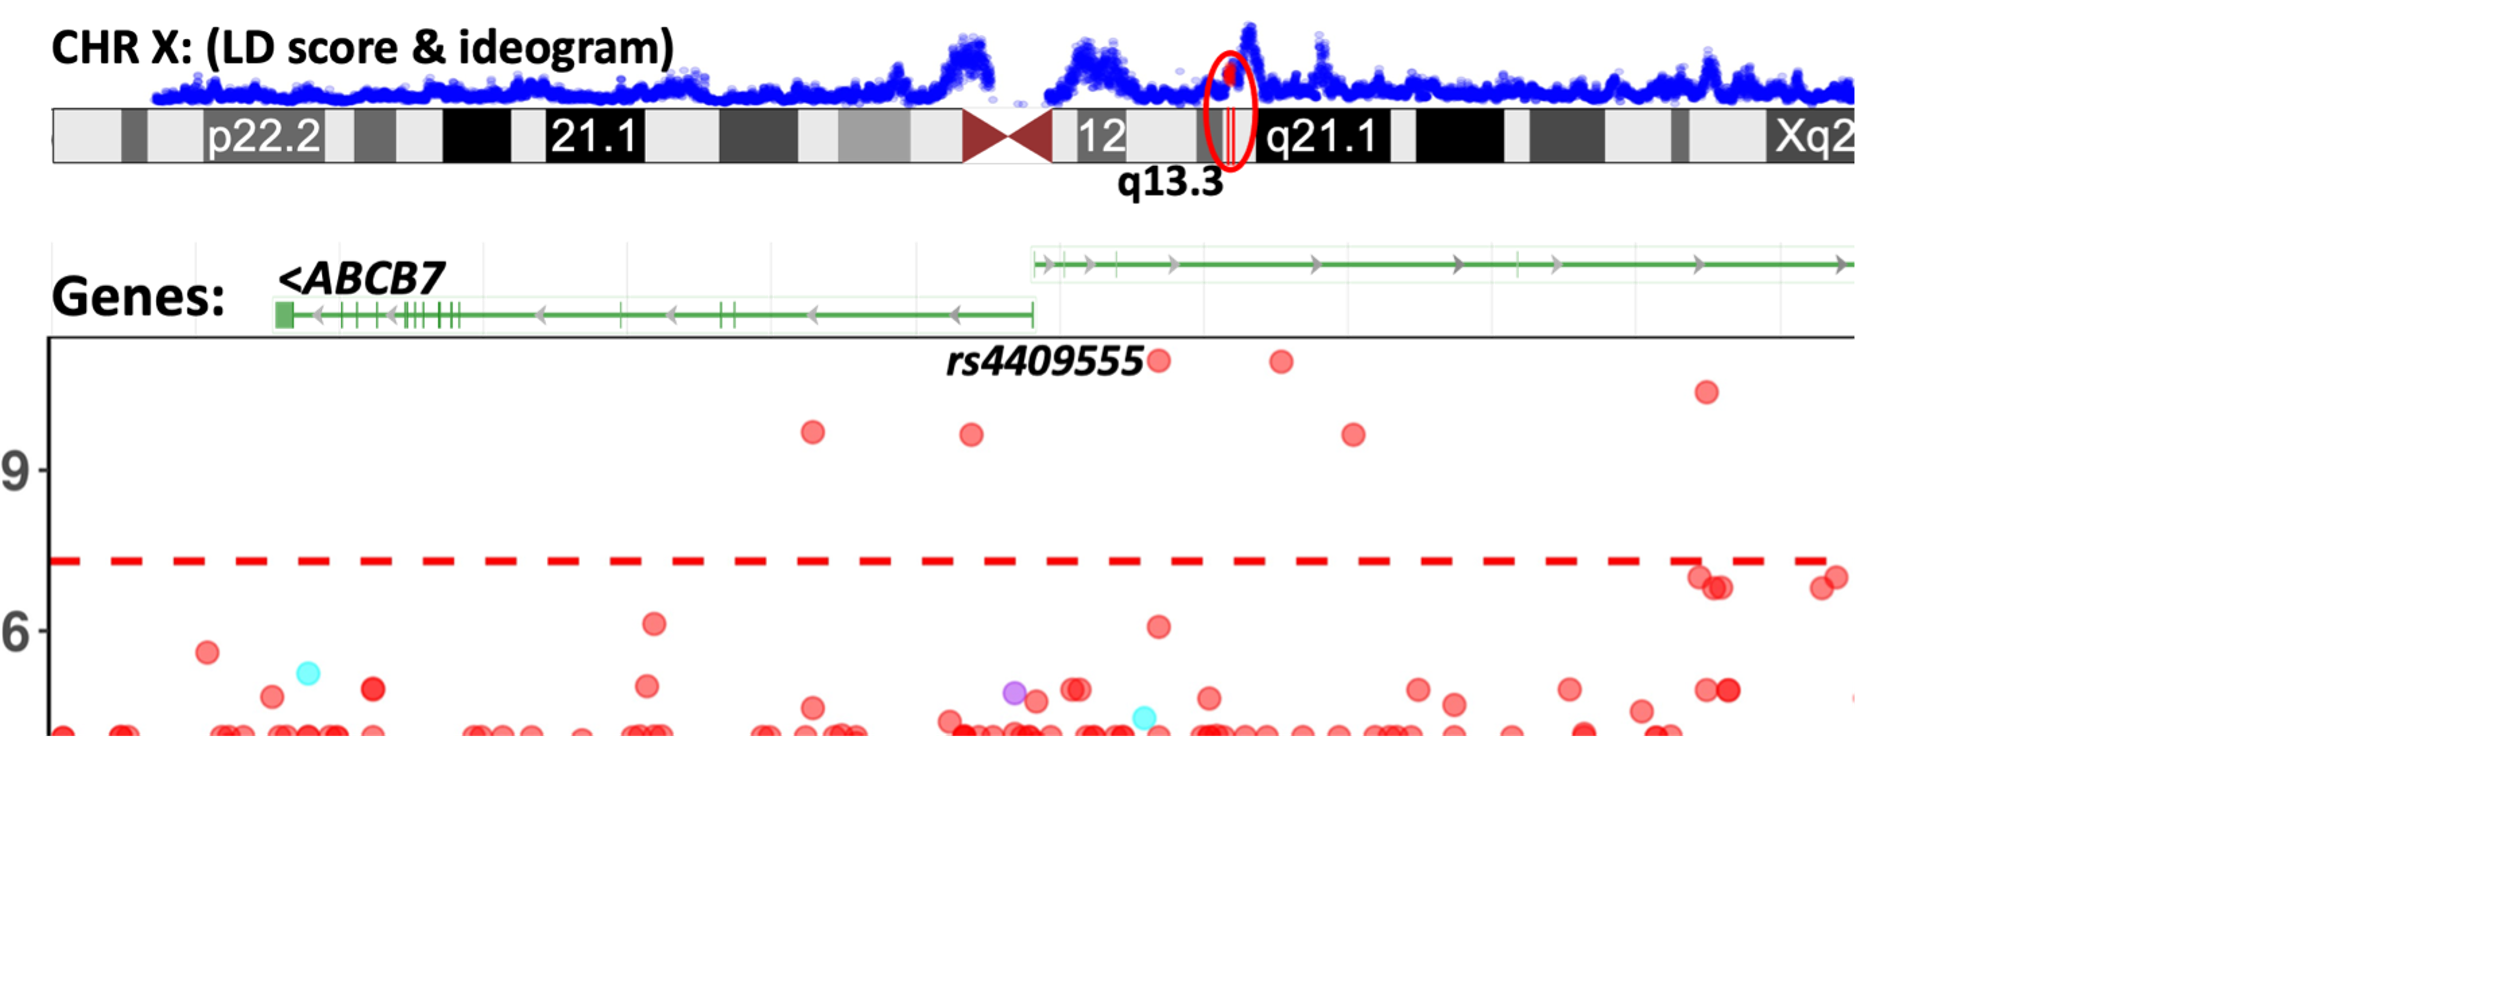 CHR X: (LD score & ideogram)
p22.2 21.1 12 q21.1 Xq2
q13.3
<ABCB7
Genes:
rs4409555
9
6